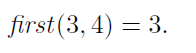 first(3, 4) = 3.